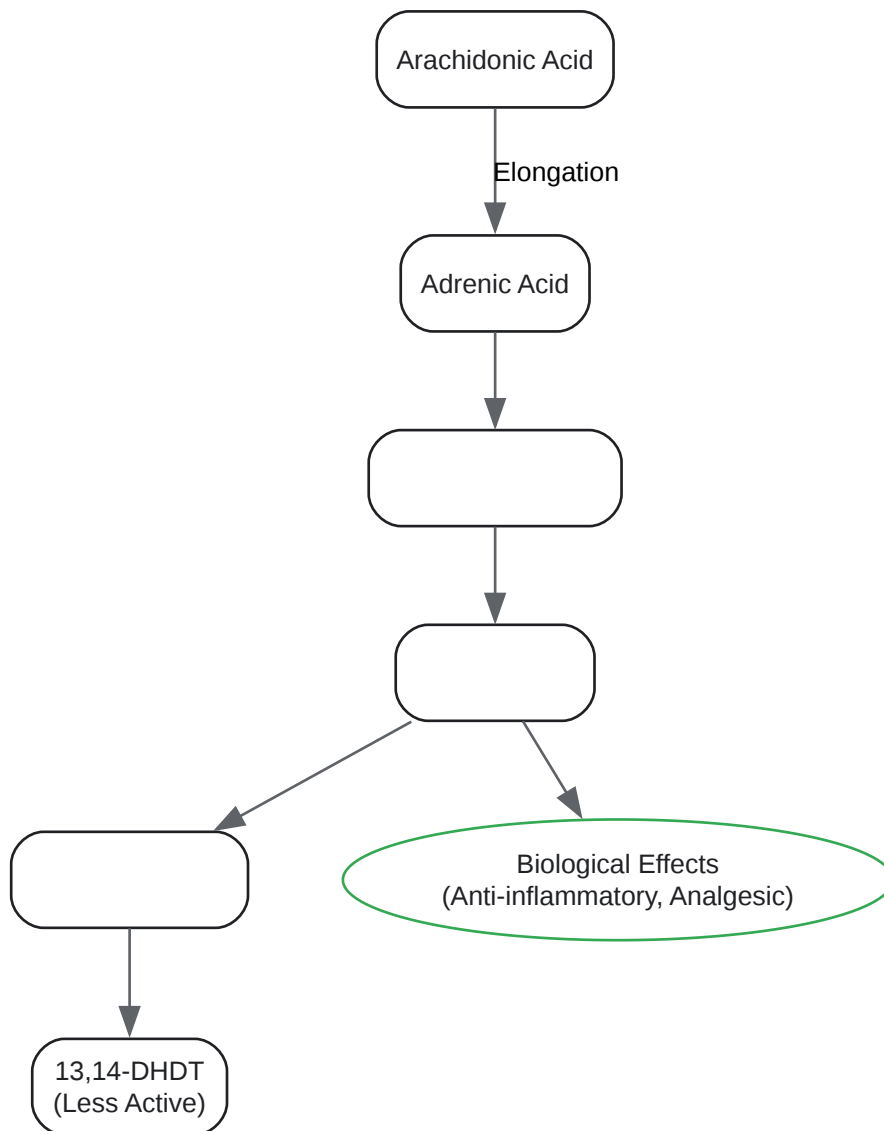 Arachidonic Acid
Elongation
Adrenic Acid
Biological Effects
(Anti-inflammatory, Analgesic)
13,14-DHDT
(Less Active)